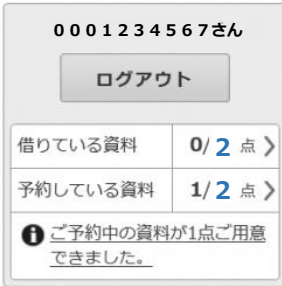 ０００１２３４５６７さん
ログアウト
借りている資料 0/2 点
予約している資料 1/2 点
ご予約中の資料が1点ご用意
できました。